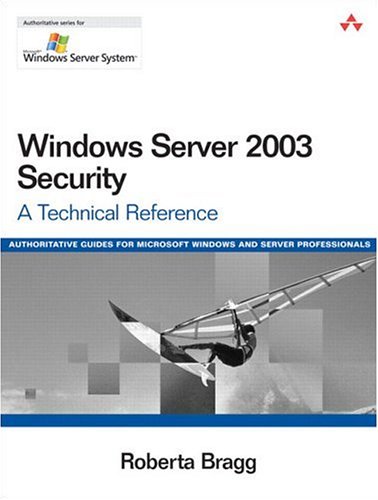 Authoritative series for
Microsoft
Windows Server System™
Windows Server 2003
Security
A Technical Reference
AUTHORITATIVE GUIDES FOR MICROSOFT WINDOWS AND SERVER PROFESSIONALS
Roberta Bragg